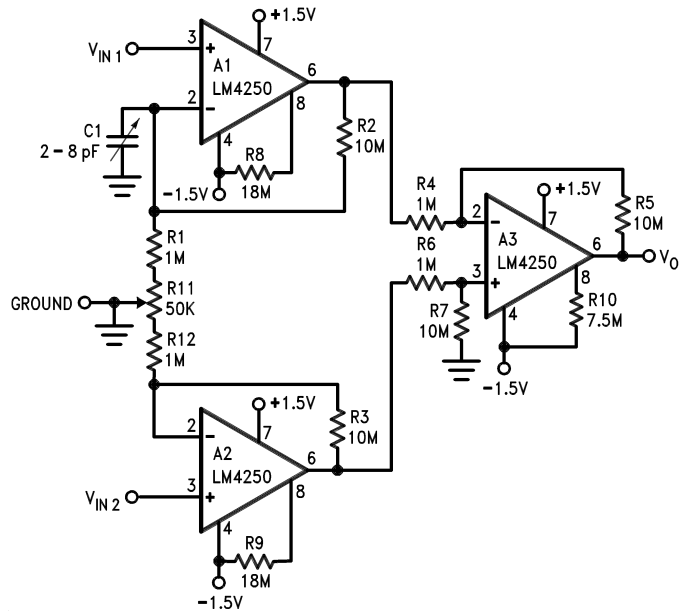 +1.5V
VIN 1
3
+
7
A1
LM4250
6
2
–
8
4
C1
2 – 8 pF
R8
18M
–1.5V
R2
10M
R1
1M
R11
50K
GROUND
R12
1M
R4
1M
R6
1M
+1.5V
R5
10M
2
–
7
A3
LM4250
6
VO
3
+
8
4
R7
10M
R10
7.5M
–1.5V
+1.5V
2
–
7
R3
10M
A2
LM4250
6
VIN 2
3
+
8
4
R9
18M
–1.5V